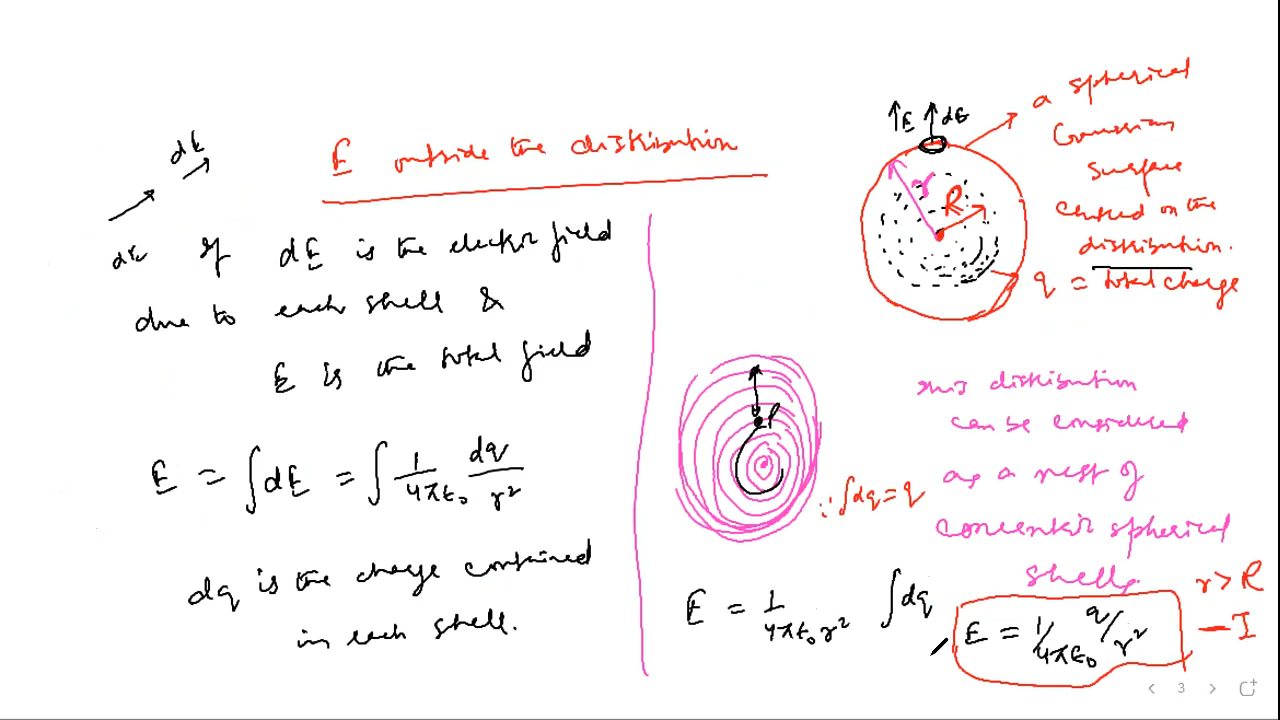 E outside the distribution
dE
If dE is the electric field
due to each shell &
E is the total field
E = ∫dE = ∫ 1/4πε₀ dq/r²
dq is the charge contained
in each shell.
E dE
a spherical
Gaussian
surface
centred on the
distribution.
q = total charge
r
R
P
this distribution
can be considered
as a nest of
concentric spherical
shells
∵ ∫dq = q
E = 1/4πε₀r² ∫dq
E = 1/4πε₀ q/r²
r > R
— I
3